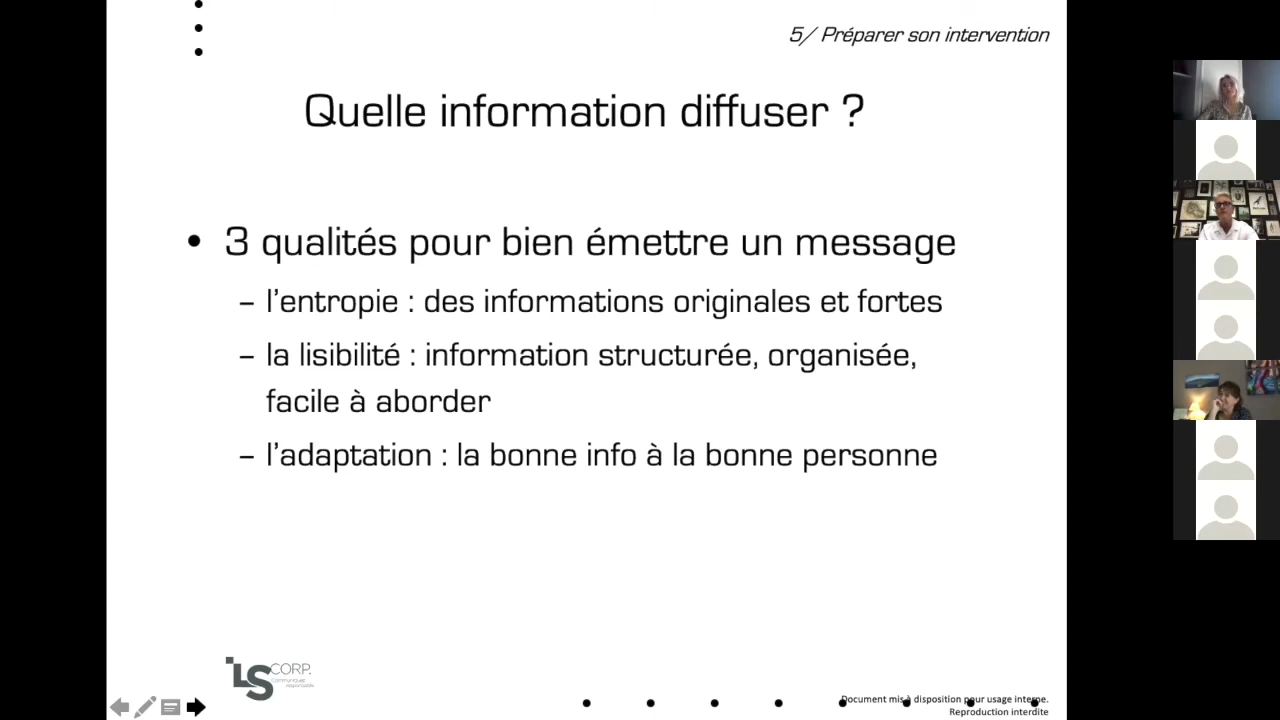 5/ Préparer son intervention
Quelle information diffuser ?
• 3 qualités pour bien émettre un message
– l'entropie : des informations originales et fortes
– la lisibilité : information structurée, organisée,
facile à aborder
– l'adaptation : la bonne info à la bonne personne
LS CORP.
Communiquez
responsable
Document mis à disposition pour usage interne.
Reproduction interdite